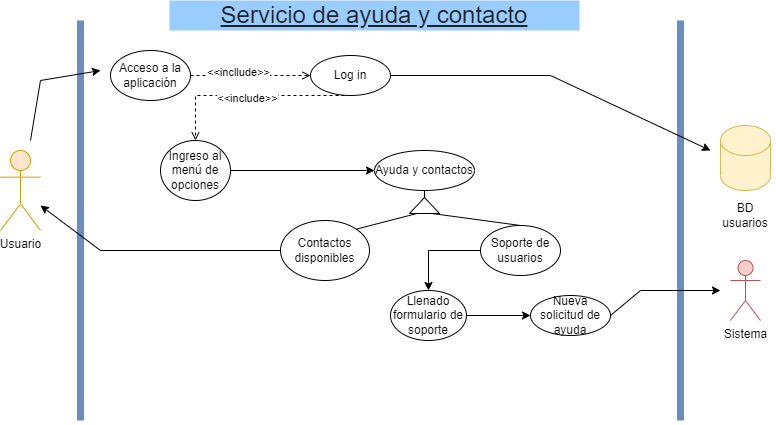 Servicio de ayuda y contacto
Acceso a la
aplicación
<<include>>
Log in
<<include>>
Ingreso al
menú de
opciones
Ayuda y contactos
BD
usuarios
Usuario
Contactos
disponibles
Soporte de
usuarios
Llenado
formulario de
soporte
Nueva
solicitud de
ayuda
Sistema